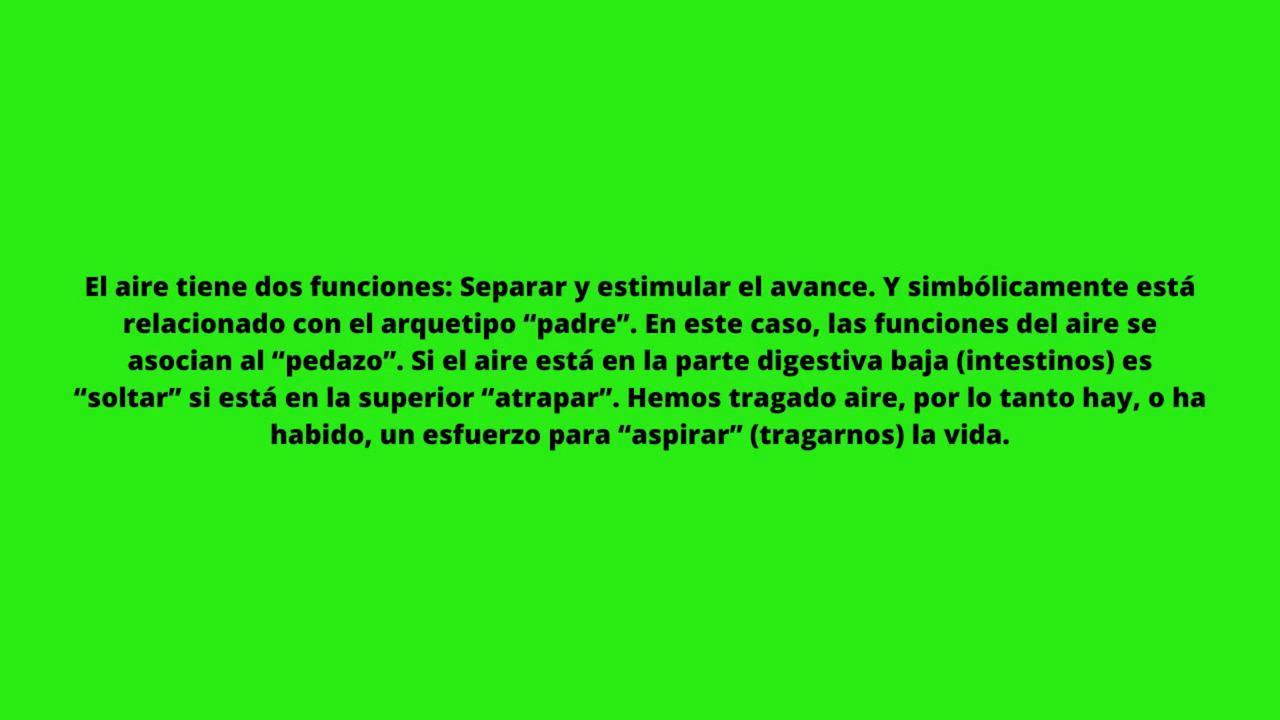 El aire tiene dos funciones: Separar y estimular el avance. Y simbólicamente está
relacionado con el arquetipo “padre”. En este caso, las funciones del aire se
asocian al “pedazo”. Si el aire está en la parte digestiva baja (intestinos) es
“soltar” si está en la superior “atrapar”. Hemos tragado aire, por lo tanto hay, o ha
habido, un esfuerzo para “aspirar” (tragarnos) la vida.